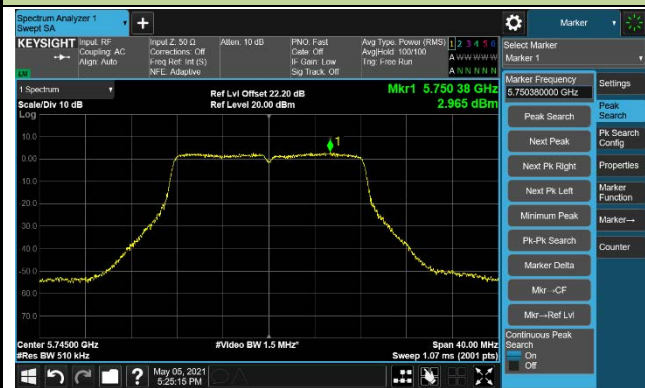 Spectrum Analyzer 1
Swept SA
+
Marker
KEYSIGHT
Input: RF
Coupling: AC
Align: Auto
Input Z: 50 Ω
Corrections: Off
Freq Ref: Int (S)
NFE: Adaptive
Atten: 10 dB
PNO: Fast
Gate: Off
IF Gain: Low
Sig Track: Off
Avg Type: Power (RMS)
Avg|Hold: 100/100
Trig: Free Run
1 2 3 4 5 6
A W W W W W
A N N N N N
Select Marker
Marker 1
1 Spectrum
Scale/Div 10 dB
Log
Ref Lvl Offset 22.20 dB
Ref Level 20.00 dBm
Mkr1 5.750 38 GHz
2.965 dBm
10.0
0.00
-10.0
-20.0
-30.0
-40.0
-50.0
-60.0
-70.0
1
Center 5.74500 GHz
#Res BW 510 kHz
#Video BW 1.5 MHz*
Span 40.00 MHz
Sweep 1.07 ms (2001 pts)
Marker Frequency
5.750380000 GHz
Peak Search
Next Peak
Next Pk Right
Next Pk Left
Minimum Peak
Pk-Pk Search
Marker Delta
Mkr→CF
Mkr→Ref Lvl
Continuous Peak
Search
On
Off
Settings
Peak
Search
Pk Search
Config
Properties
Marker
Function
Marker→
Counter
?
May 05, 2021
5:25:15 PM